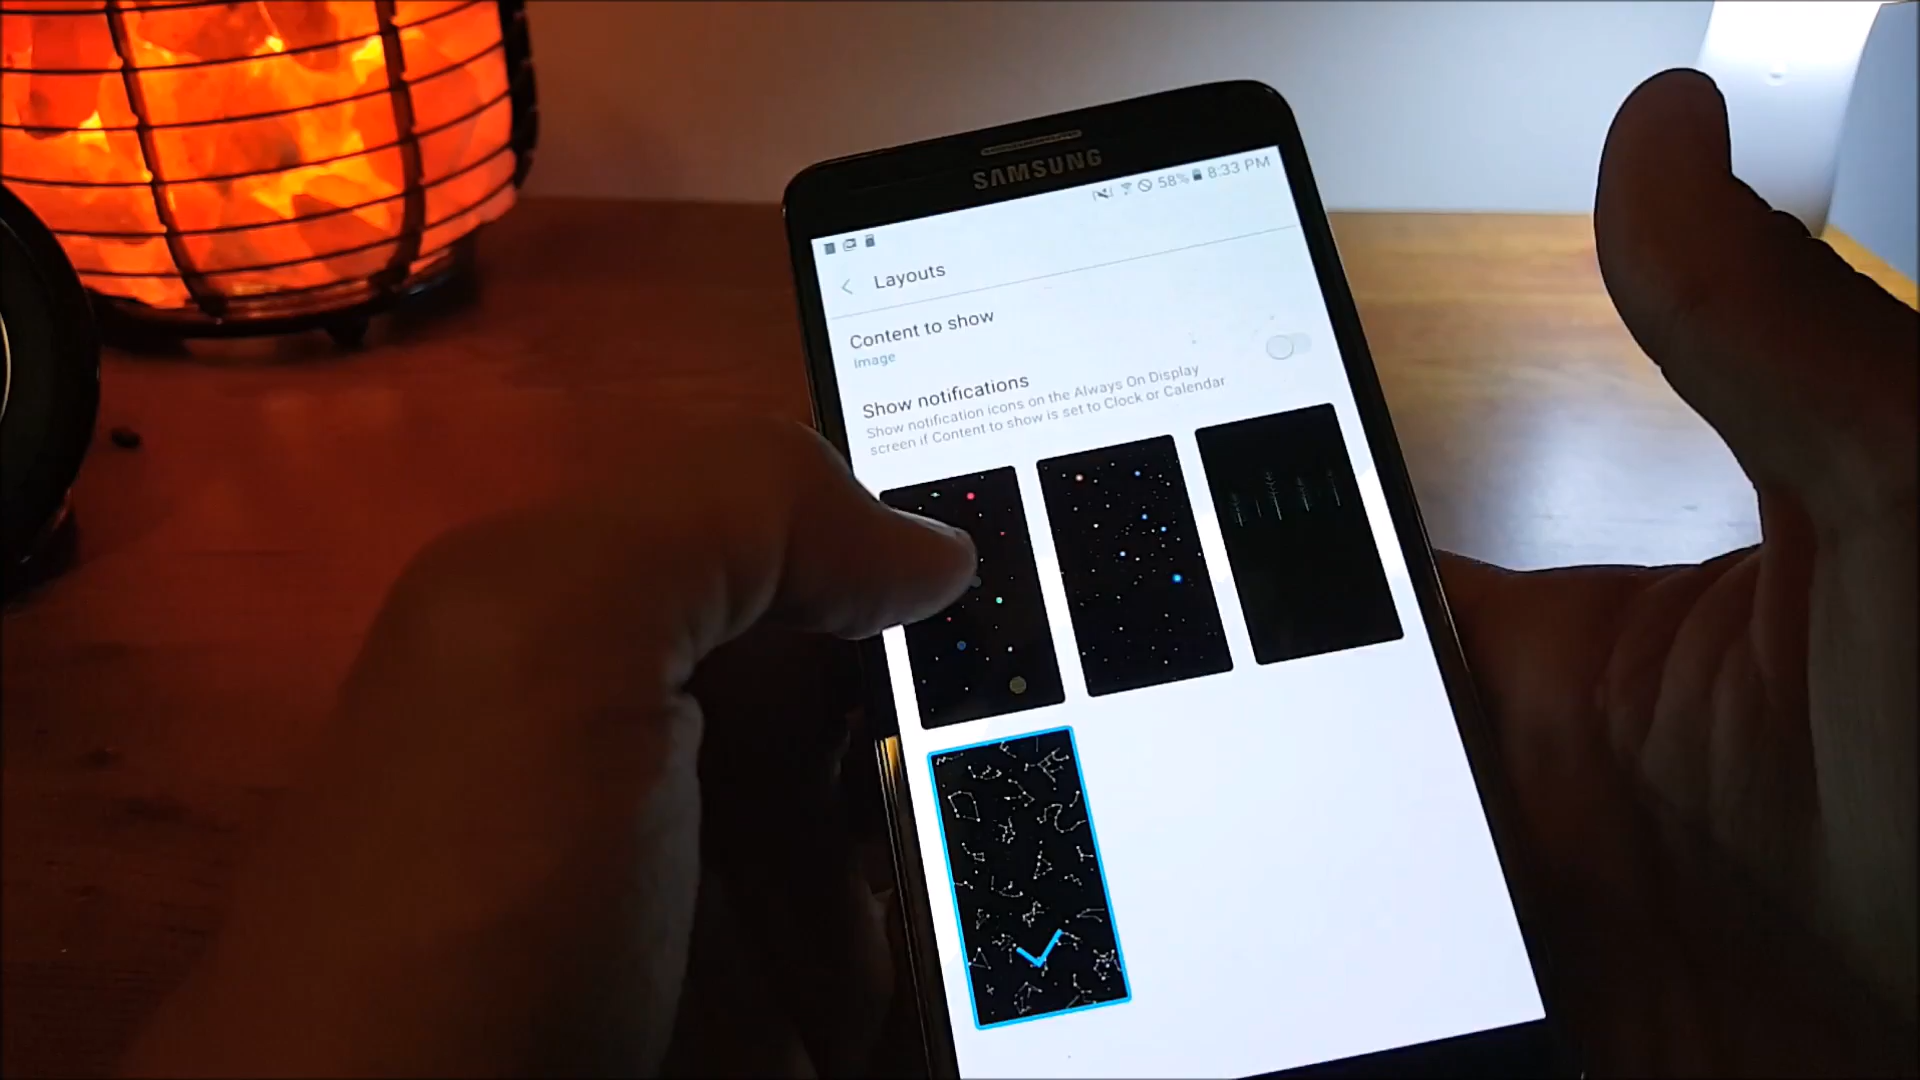 SAMSUNG
58% 8:33 PM
Layouts
Content to show
Image
Show notifications
Show notification icons on the Always On Display
screen if Content to show is set to Clock or Calendar.